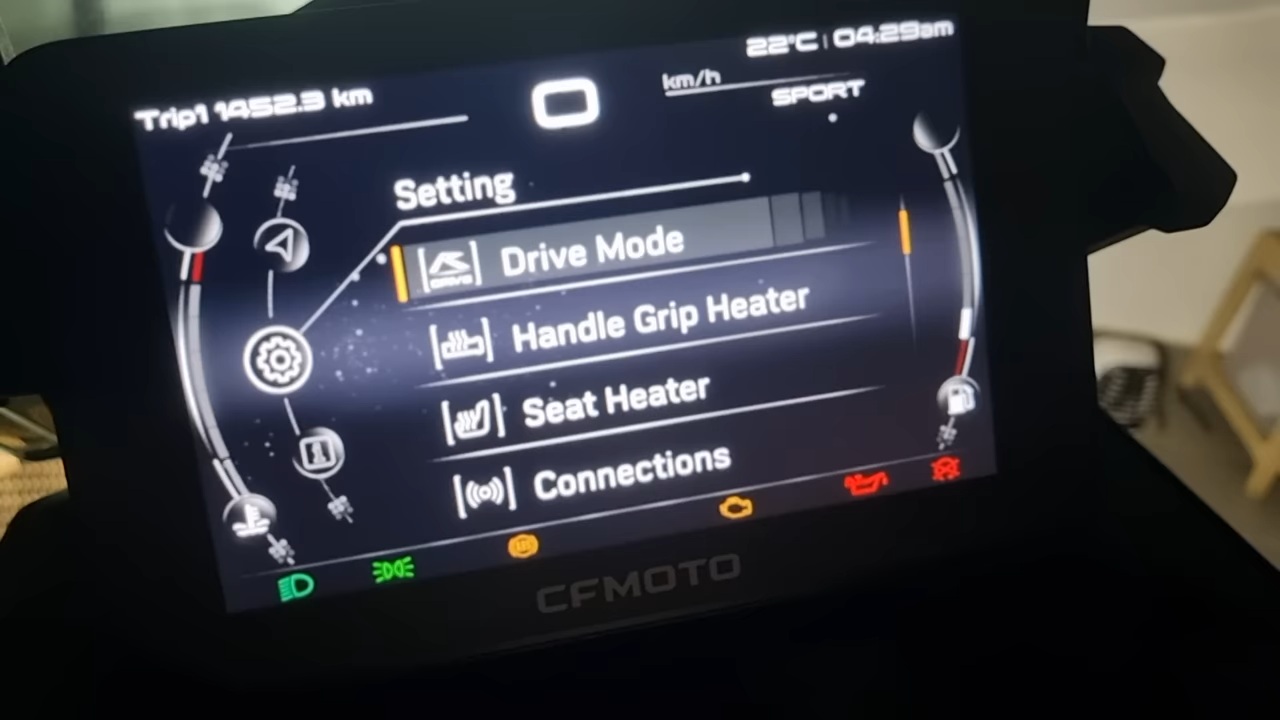 22°C | 04:29am
Trip1 1452.3 km
0
km/h
SPORT
Setting
Drive Mode
Handle Grip Heater
Seat Heater
Connections
CFMOTO